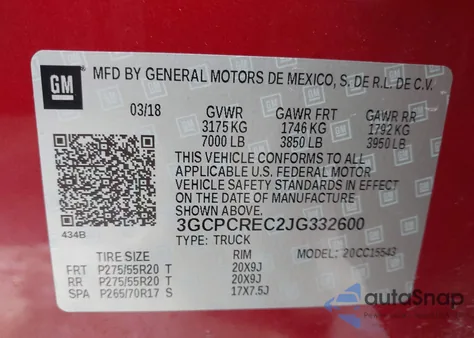 GM
MFD BY GENERAL MOTORS DE MEXICO, S. DE R.L. DE C.V.
03/18 GVWR GAWR FRT GAWR RR
3175 KG 1746 KG 1792 KG
7000 LB 3850 LB 3950 LB
THIS VEHICLE CONFORMS TO ALL
APPLICABLE U.S. FEDERAL MOTOR
VEHICLE SAFETY STANDARDS IN EFFECT
ON THE DATE OF MANUFACTURE
SHOWN ABOVE.
434B
3GCPCREC2JG332600
TYPE: TRUCK MODEL: 20CC15543
TIRE SIZE RIM
FRT P275/55R20 T 20X9J
RR P275/55R20 T 20X9J
SPA P265/70R17 S 17X7.5J
autoSnap